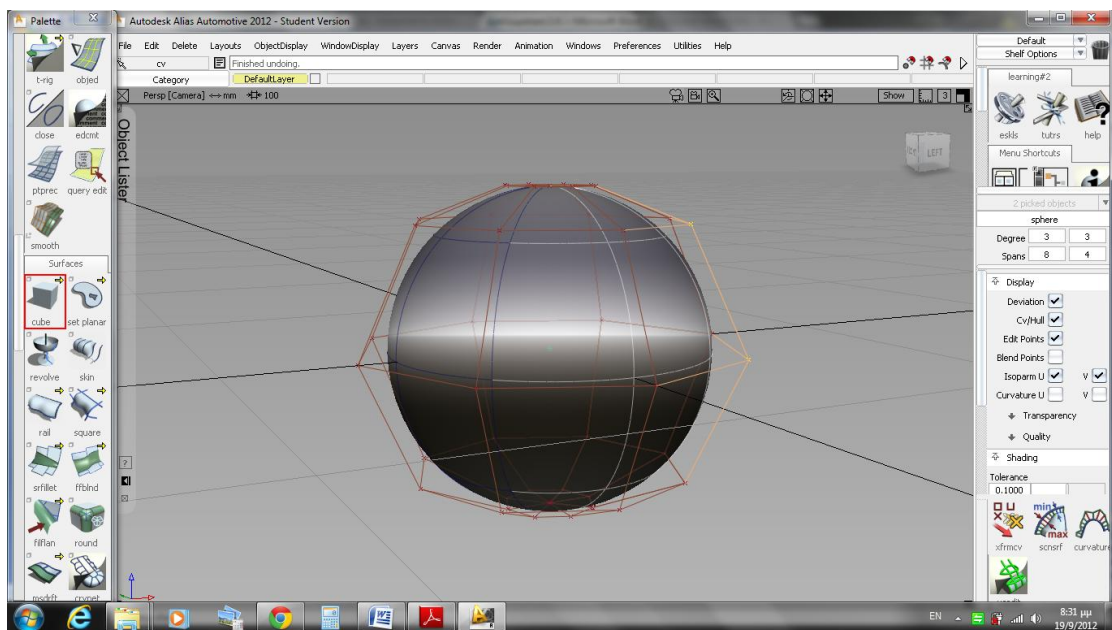 Palette
Autodesk Alias Automotive 2012 - Student Version
File Edit Delete Layouts ObjectDisplay WindowDisplay Layers Canvas Render Animation Windows Preferences Utilities Help
cv Finished undoing.
Category DefaultLayer
Persp [Camera] mm 100 Show 3
Object Lister
LEFT
t-rig objed
close edcmt
ptprec query edit
smooth
Surfaces
cube set planar
revolve skin
rail square
srfillet ffblnd
filflan round
msdrft crvnet
Default
Shelf Options
learning#2
eskls tutrs help
Menu Shortcuts
2 picked objects
sphere
Degree 3 3
Spans 8 4
Display
Deviation
Cv/Hull
Edit Points
Blend Points
Isoparm U V
Curvature U V
Transparency
Quality
Shading
Tolerance
0.1000
min max
xfrmcv scnsrf curvature
EN 8:31 μμ
19/9/2012